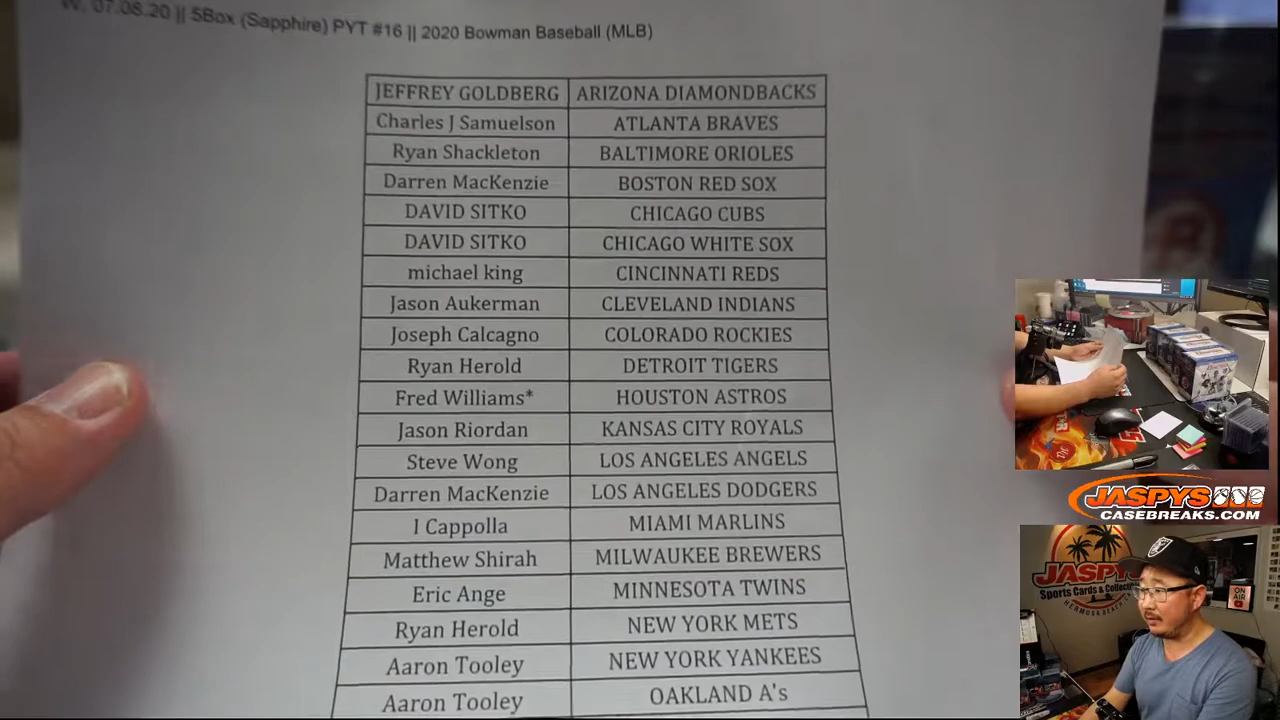 W. 07.08.20 || 5Box (Sapphire) PYT #16 || 2020 Bowman Baseball (MLB)
JEFFREY GOLDBERG ARIZONA DIAMONDBACKS
Charles J Samuelson ATLANTA BRAVES
Ryan Shackleton BALTIMORE ORIOLES
Darren MacKenzie BOSTON RED SOX
DAVID SITKO CHICAGO CUBS
DAVID SITKO CHICAGO WHITE SOX
michael king CINCINNATI REDS
Jason Aukerman CLEVELAND INDIANS
Joseph Calcagno COLORADO ROCKIES
Ryan Herold DETROIT TIGERS
Fred Williams* HOUSTON ASTROS
Jason Riordan KANSAS CITY ROYALS
Steve Wong LOS ANGELES ANGELS
Darren MacKenzie LOS ANGELES DODGERS
I Cappolla MIAMI MARLINS
Matthew Shirah MILWAUKEE BREWERS
Eric Ange MINNESOTA TWINS
Ryan Herold NEW YORK METS
Aaron Tooley NEW YORK YANKEES
Aaron Tooley OAKLAND A's
JASPYS
CASEBREAKS.COM
JASPYS
Sports Cards & Collectibles
HERMOSA BEACH
ON AIR